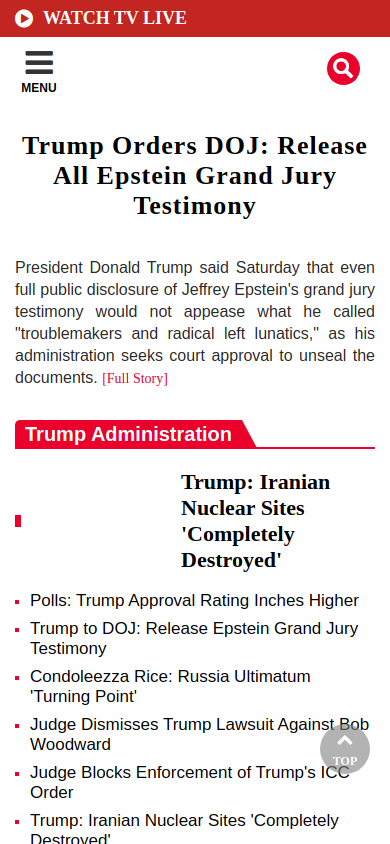 WATCH TV LIVE
MENU
Trump Orders DOJ: Release
All Epstein Grand Jury
Testimony
President Donald Trump said Saturday that even
full public disclosure of Jeffrey Epstein's grand jury
testimony would not appease what he called
"troublemakers and radical left lunatics," as his
administration seeks court approval to unseal the
documents. [Full Story]
Trump Administration
Trump: Iranian
Nuclear Sites
'Completely
Destroyed'
Polls: Trump Approval Rating Inches Higher
Trump to DOJ: Release Epstein Grand Jury
Testimony
Condoleezza Rice: Russia Ultimatum
'Turning Point'
Judge Dismisses Trump Lawsuit Against Bob
Woodward
Judge Blocks Enforcement of Trump's ICC
Order
TOP
Trump: Iranian Nuclear Sites 'Completely
Destroyed'